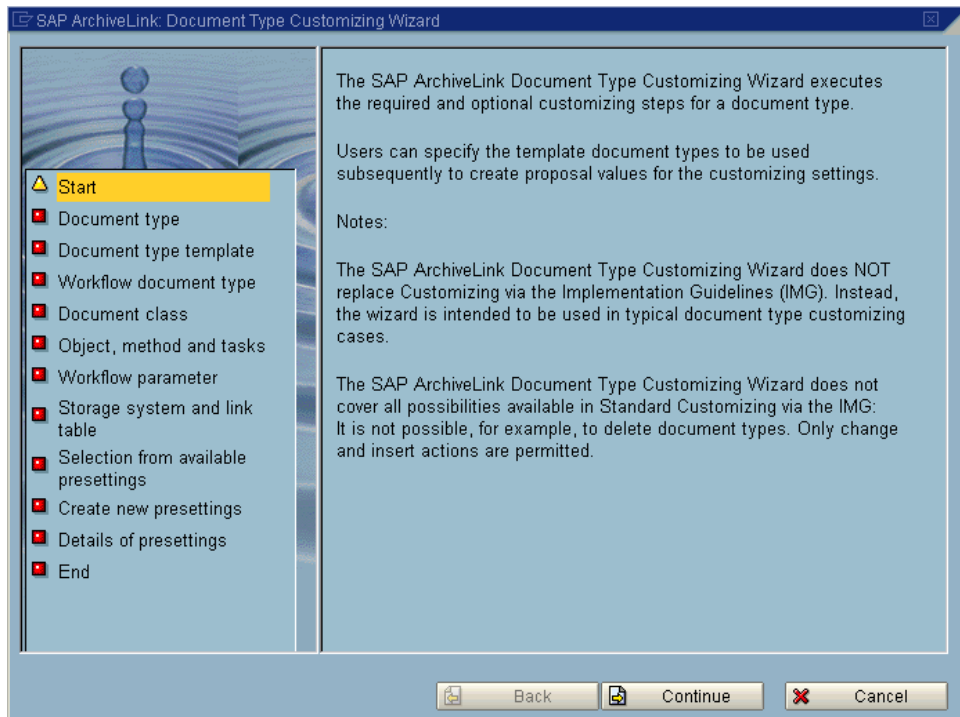 SAP ArchiveLink: Document Type Customizing Wizard
Start
Document type
Document type template
Workflow document type
Document class
Object, method and tasks
Workflow parameter
Storage system and link
table
Selection from available
presettings
Create new presettings
Details of presettings
End
The SAP ArchiveLink Document Type Customizing Wizard executes
the required and optional customizing steps for a document type.
Users can specify the template document types to be used
subsequently to create proposal values for the customizing settings.
Notes:
The SAP ArchiveLink Document Type Customizing Wizard does NOT
replace Customizing via the Implementation Guidelines (IMG). Instead,
the wizard is intended to be used in typical document type customizing
cases.
The SAP ArchiveLink Document Type Customizing Wizard does not
cover all possibilities available in Standard Customizing via the IMG:
It is not possible, for example, to delete document types. Only change
and insert actions are permitted.
Back
Continue
Cancel